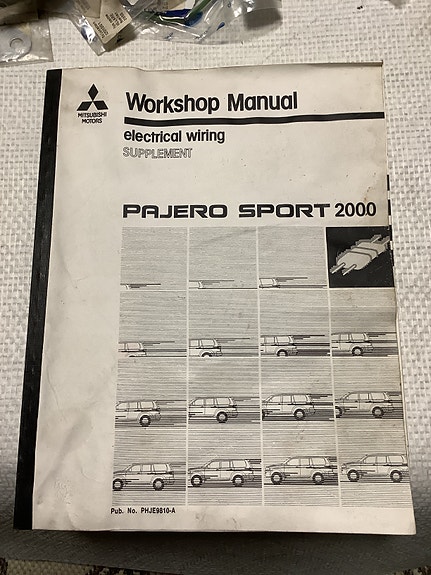 Workshop Manual
MITSUBISHI
MOTORS
electrical wiring
SUPPLEMENT
PAJERO SPORT 2000
Pub. No. PHJE9810-A